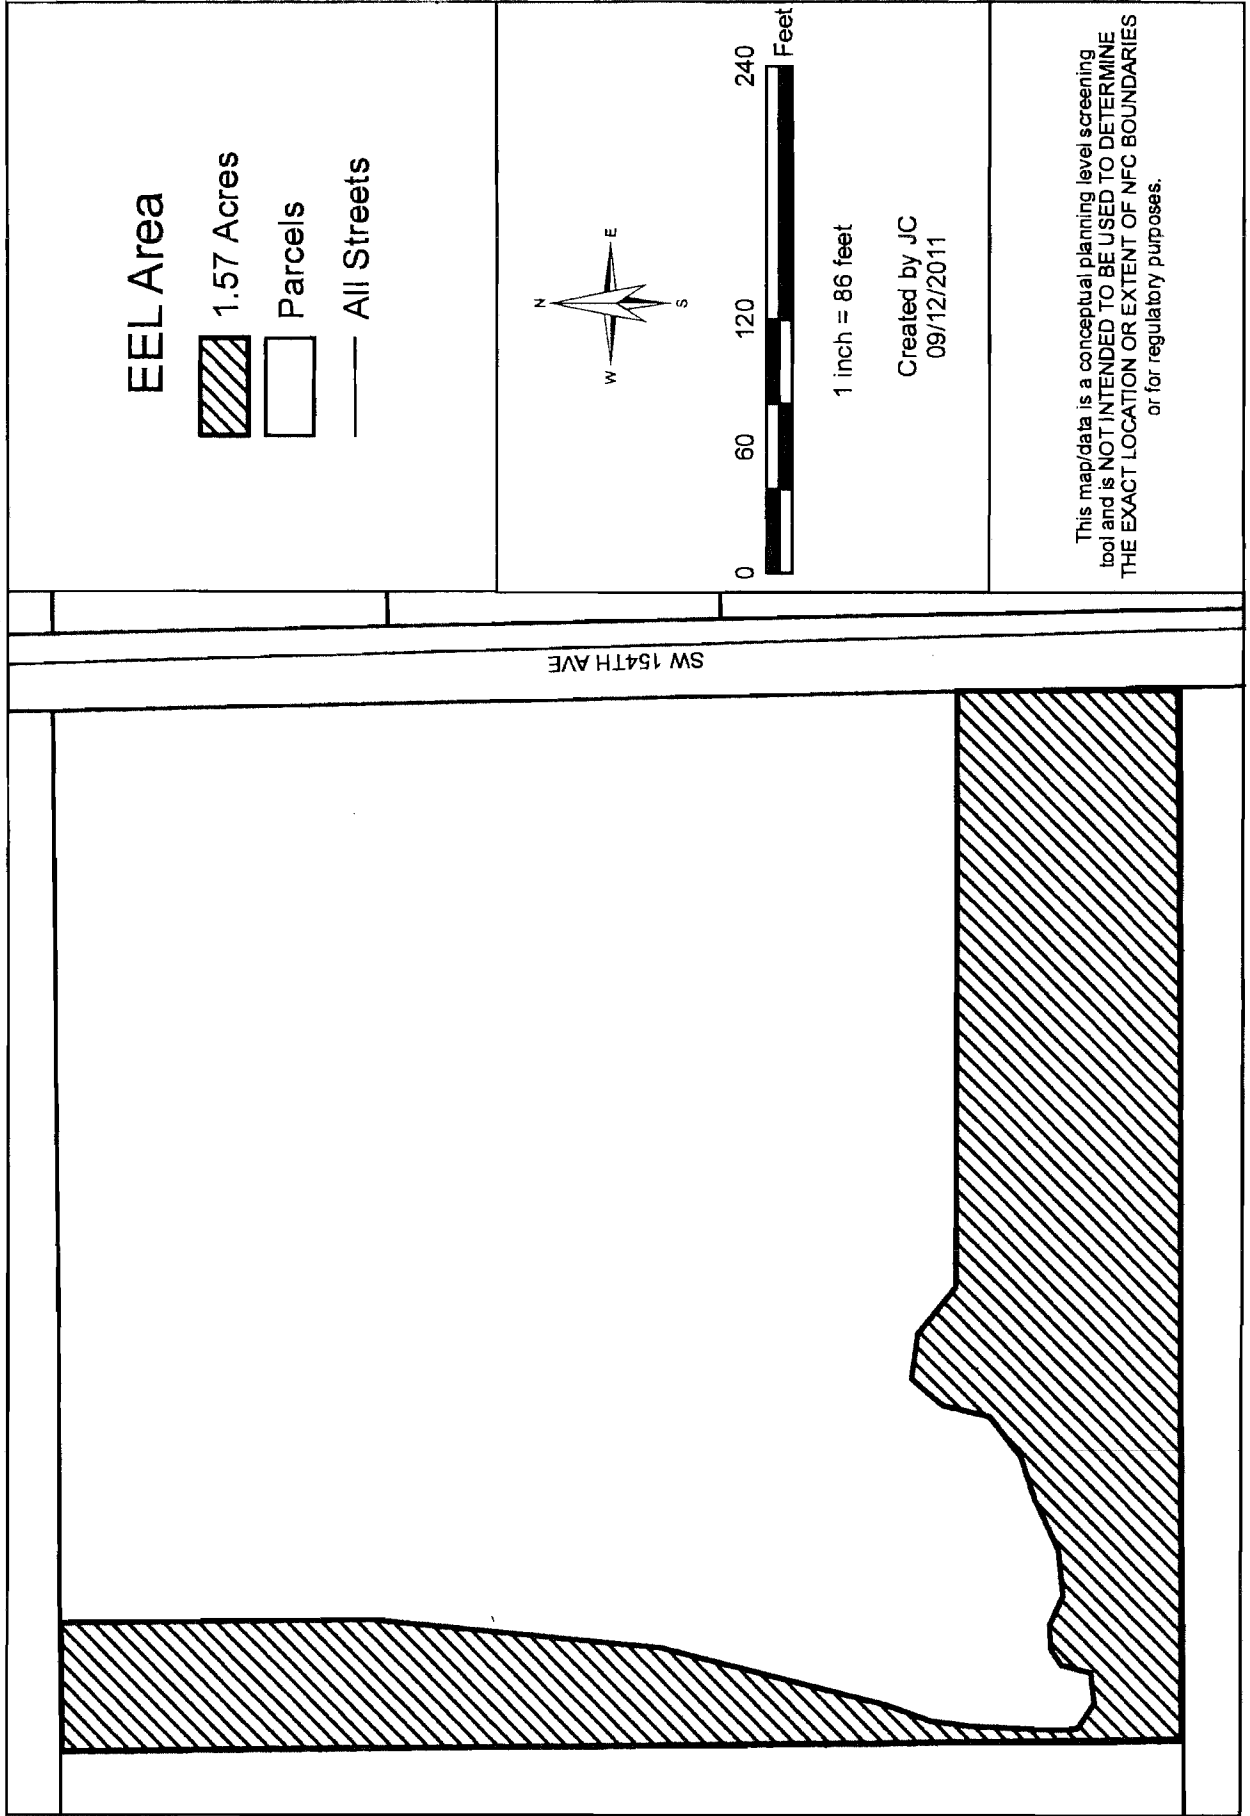 EEL Area
1.57 Acres
Parcels
All Streets
N
W
E
S
0 60 120 240
Feet
1 inch = 86 feet
Created by JC
09/12/2011
This map/data is a conceptual planning level screening
tool and is NOT INTENDED TO BE USED TO DETERMINE
THE EXACT LOCATION OR EXTENT OF NFC BOUNDARIES
or for regulatory purposes.
SW 154TH AVE